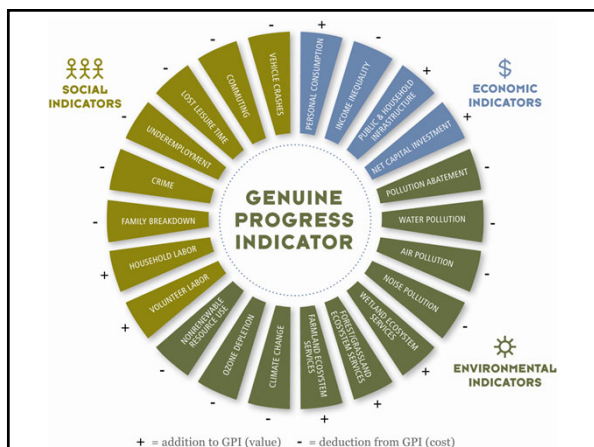 SOCIAL
INDICATORS
$
ECONOMIC
INDICATORS
GENUINE
PROGRESS
INDICATOR
+
PERSONAL CONSUMPTION
-
INCOME INEQUALITY
+
PUBLIC & HOUSEHOLD
INFRASTRUCTURE
+
NET CAPITAL INVESTMENT
-
POLLUTION ABATEMENT
-
WATER POLLUTION
-
AIR POLLUTION
-
NOISE POLLUTION
+
WETLAND ECOSYSTEM
SERVICES
+
FOREST/GRASSLAND
ECOSYSTEM SERVICES
+
FARMLAND ECOSYSTEM
SERVICES
-
CLIMATE CHANGE
-
OZONE DEPLETION
-
NONRENEWABLE
RESOURCE USE
+
VOLUNTEER LABOR
+
HOUSEHOLD LABOR
-
FAMILY BREAKDOWN
-
CRIME
-
UNDEREMPLOYMENT
-
LOST LEISURE TIME
-
COMMUTING
-
VEHICLE CRASHES
ENVIRONMENTAL
INDICATORS
+ = addition to GPI (value) - = deduction from GPI (cost)